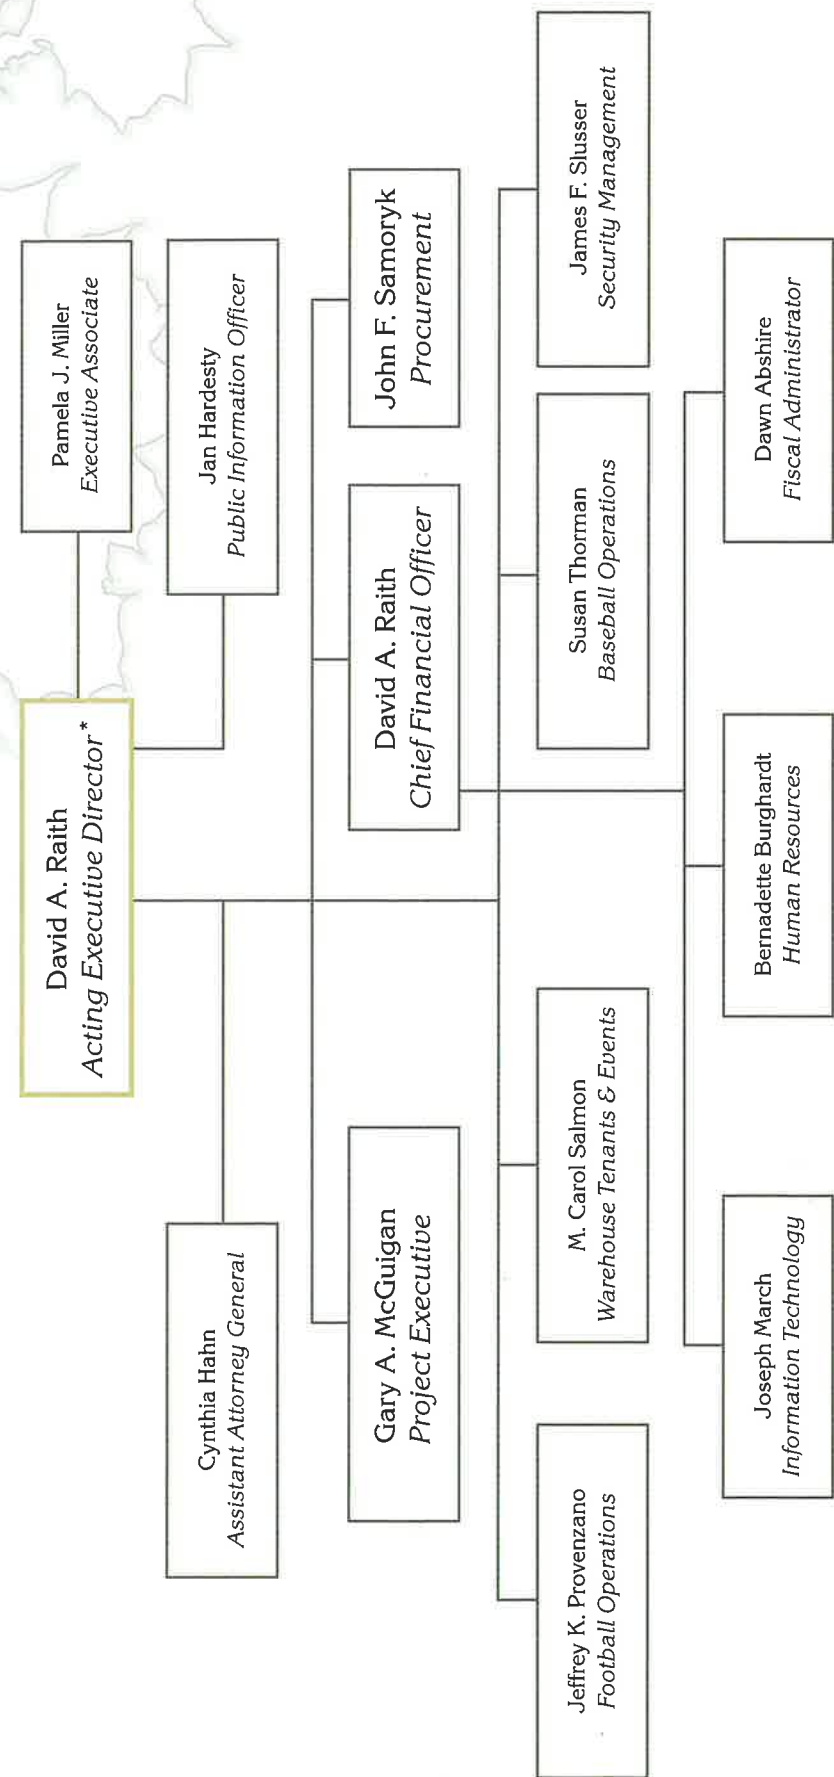 David A. Raith
Acting Executive Director*
Pamela J. Miller
Executive Associate
Cynthia Hahn
Assistant Attorney General
Jan Hardesty
Public Information Officer
Gary A. McGuigan
Project Executive
David A. Raith
Chief Financial Officer
John F. Samoryk
Procurement
Jeffrey K. Provenzano
Football Operations
M. Carol Salmon
Warehouse Tenants & Events
Susan Thorman
Baseball Operations
James F. Slusser
Security Management
Joseph March
Information Technology
Bernadette Burghardt
Human Resources
Dawn Abshire
Fiscal Administrator